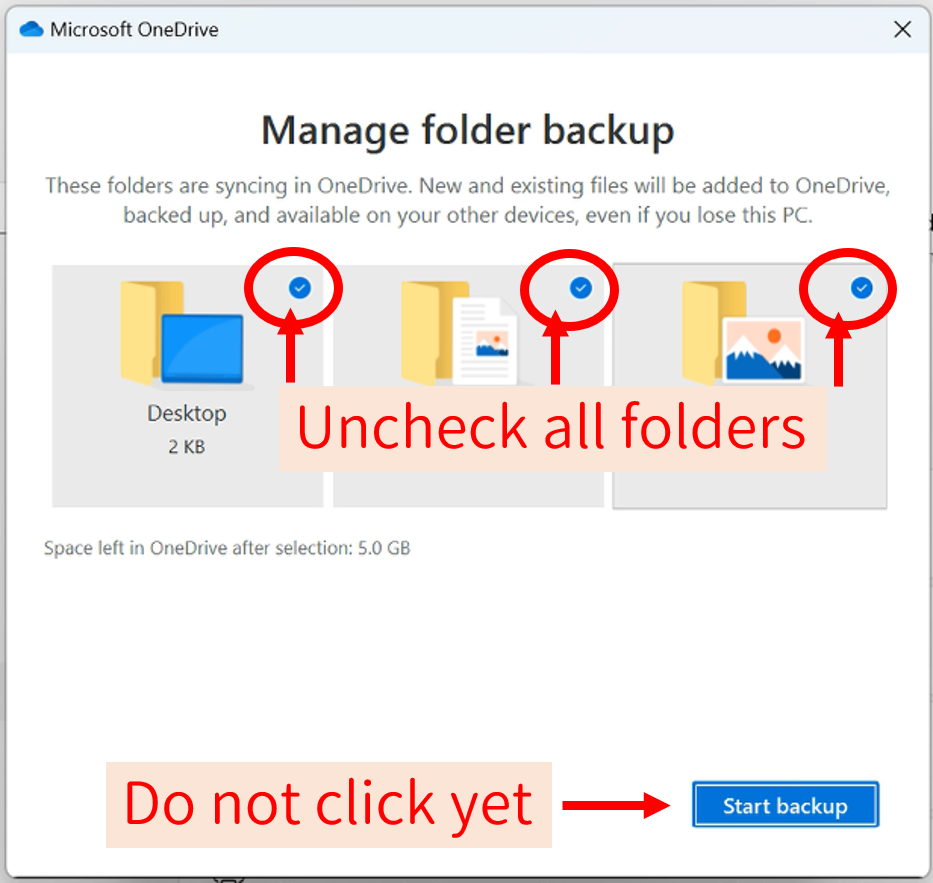 Microsoft OneDrive
Manage folder backup
These folders are syncing in OneDrive. New and existing files will be added to OneDrive,
backed up, and available on your other devices, even if you lose this PC.
Desktop
2 KB
Uncheck all folders
Space left in OneDrive after selection: 5.0 GB
Do not click yet
Start backup